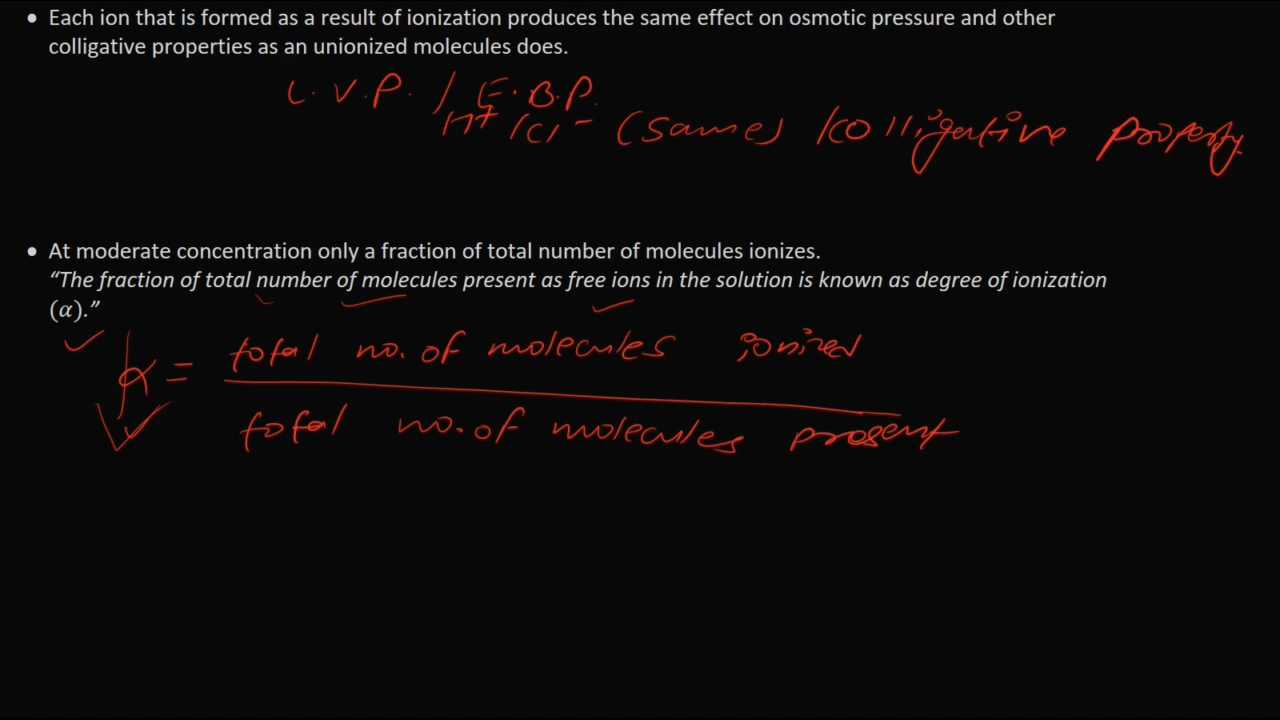 • Each ion that is formed as a result of ionization produces the same effect on osmotic pressure and other
colligative properties as an unionized molecules does.
L.V.P. / E.B.P.
H+ / Cl- (same) colligative property
• At moderate concentration only a fraction of total number of molecules ionizes.
“The fraction of total number of molecules present as free ions in the solution is known as degree of ionization
(α).”
α = total no. of molecules ionized
total no. of molecules present